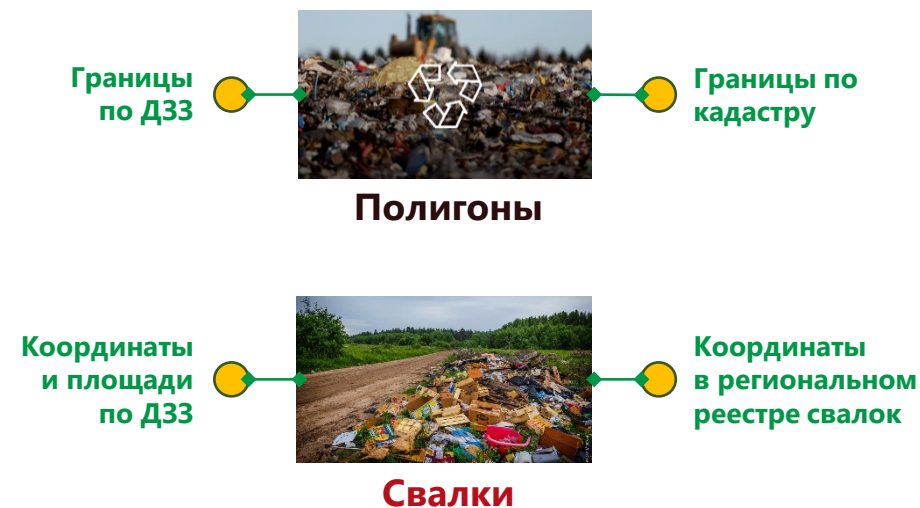 Границы
по ДЗЗ
Границы по
кадастру
Полигоны
Координаты
и площади
по ДЗЗ
Координаты
в региональном
реестре свалок
Свалки